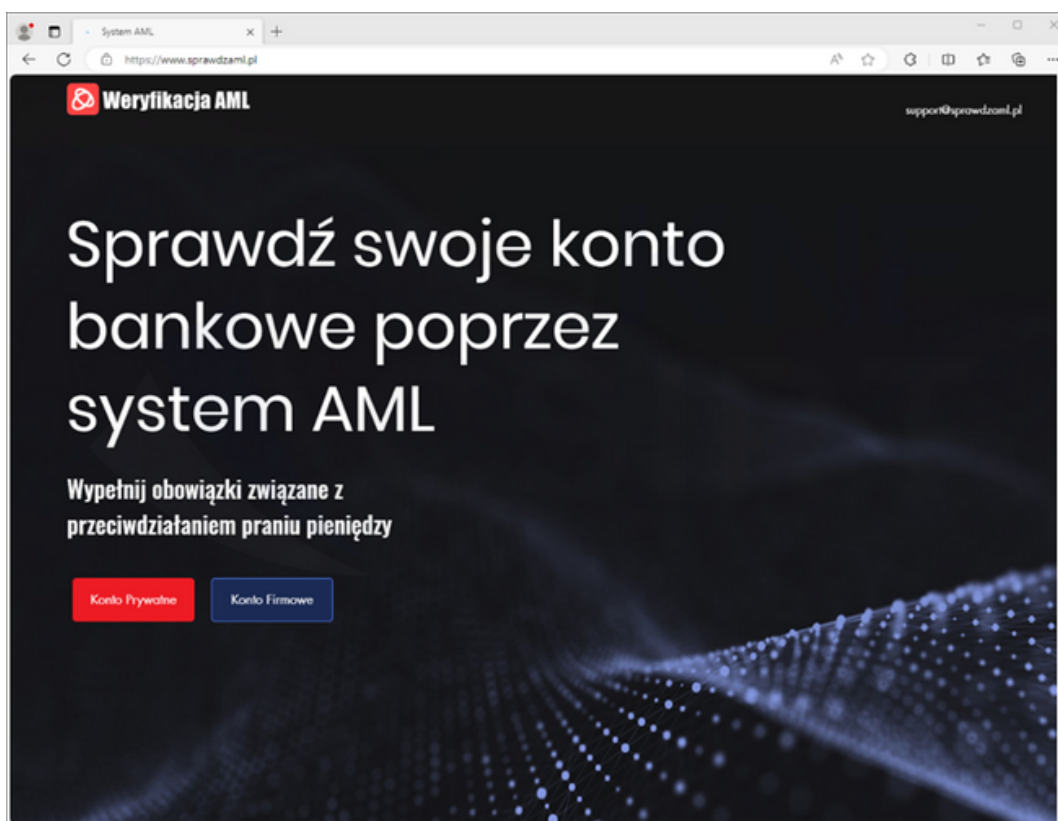 System AML
https://www.sprawdzaml.pl
Weryfikacja AML
support@sprawdzaml.pl
Sprawdź swoje konto
bankowe poprzez
system AML
Wypełnij obowiązki związane z
przeciwdziałaniem praniu pieniędzy
Konto Prywatne
Konto Firmowe